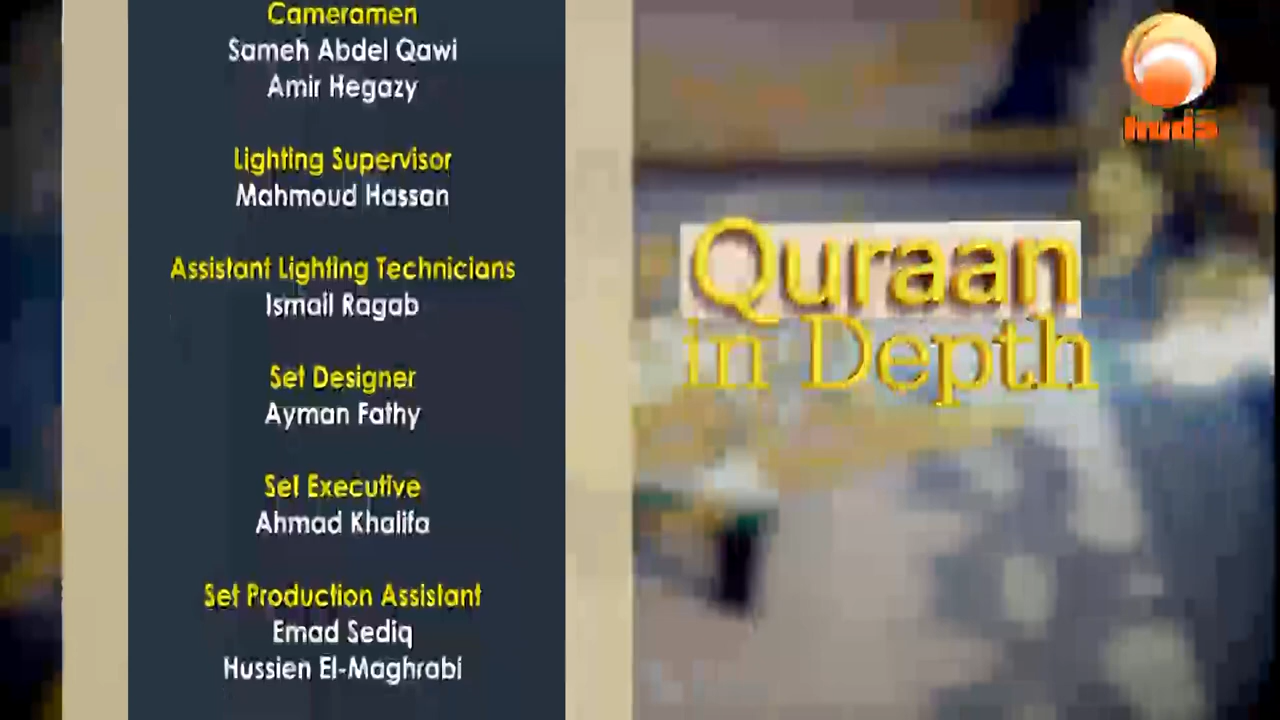 Cameramen
Sameh Abdel Qawi
Amir Hegazy
Lighting Supervisor
Mahmoud Hassan
Assistant Lighting Technicians
Ismail Ragab
Set Designer
Ayman Fathy
Set Executive
Ahmad Khalifa
Set Production Assistant
Emad Sediq
Hussien El-Maghrabi
Quraan
in Depth
huda